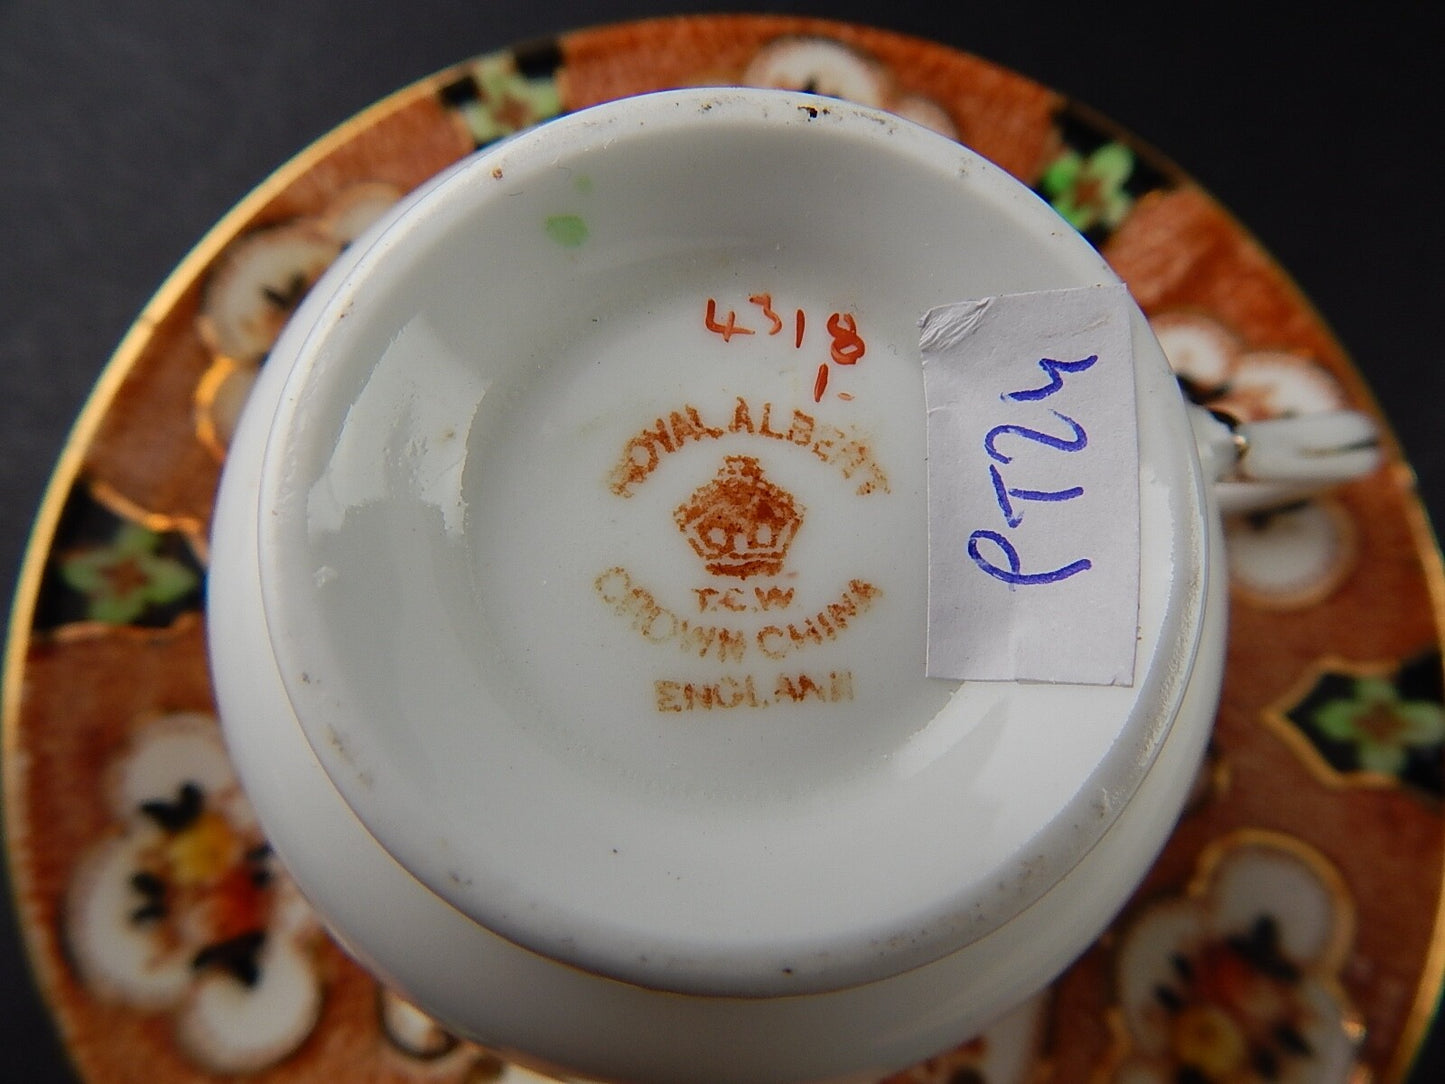 4318
1-
ROYAL ALBERT
T.C.W
CROWN CHINA
ENGLAND
PT24